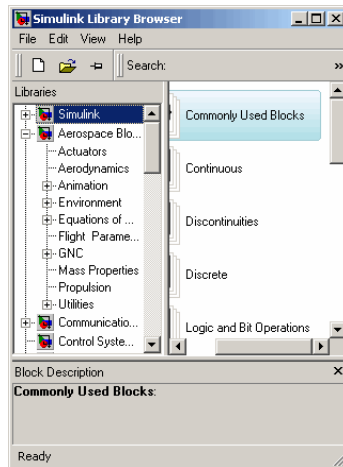 Simulink Library Browser
File Edit View Help
Search:
»
Libraries
Simulink
Aerospace Blo...
Actuators
Aerodynamics
Animation
Environment
Equations of ...
Flight Parame...
GNC
Mass Properties
Propulsion
Utilities
Communicatio...
Control Syste...
Commonly Used Blocks
Continuous
Discontinuities
Discrete
Logic and Bit Operations
Block Description
Commonly Used Blocks:
Ready